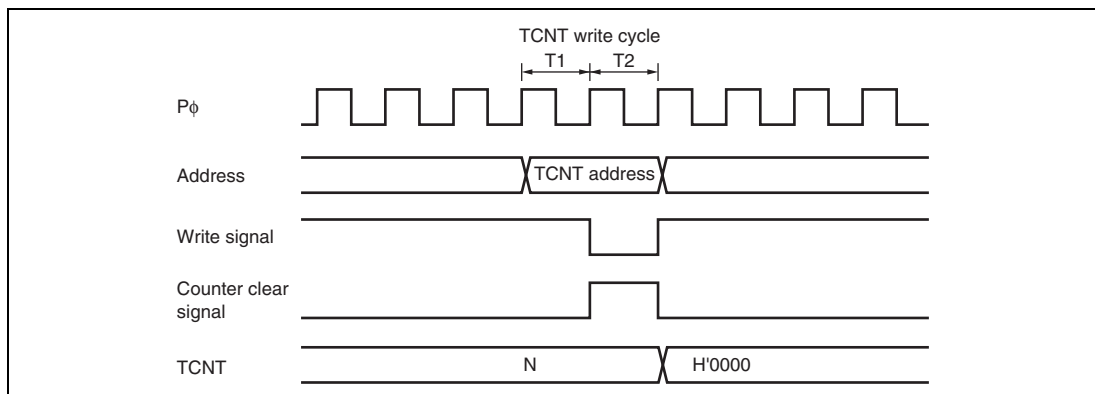 TCNT write cycle
T1 T2
Pφ
Address
TCNT address
Write signal
Counter clear
signal
TCNT
N
H'0000